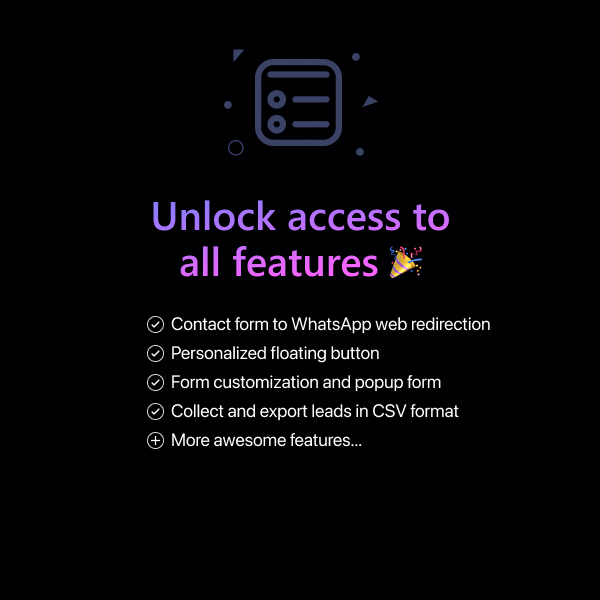 Unlock access to
all features 🎉
Contact form to WhatsApp web redirection
Personalized floating button
Form customization and popup form
Collect and export leads in CSV format
More awesome features...